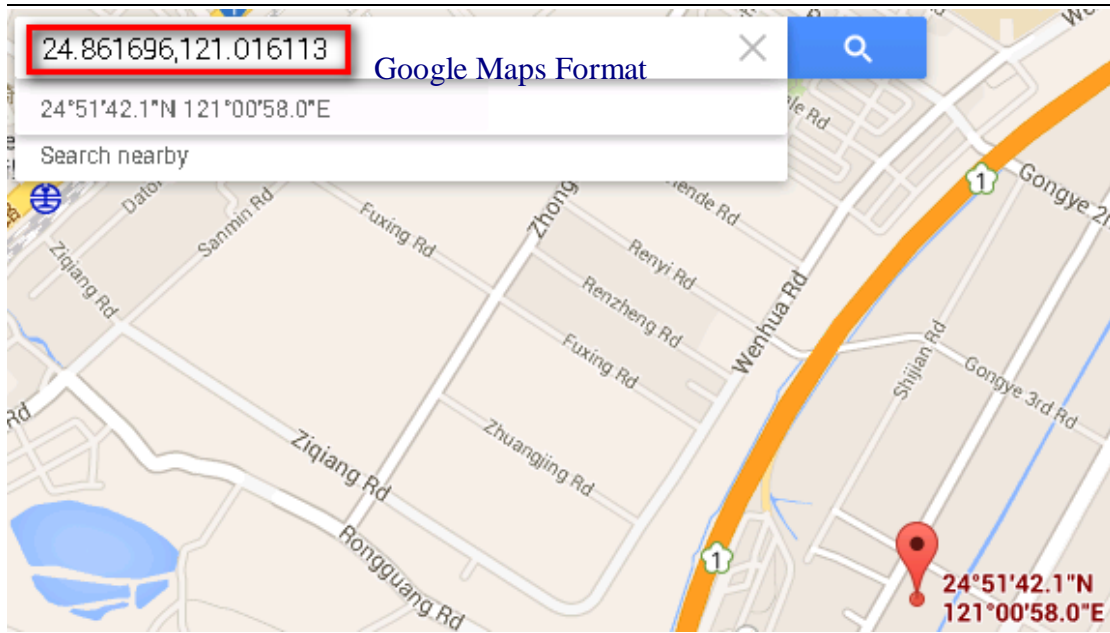 24.861696,121.016113
Google Maps Format
24°51'42.1"N 121°00'58.0"E
Search nearby
Rd
1
Gongye
Sanmin Rd
Fuxing Rd
Zhong
Renyi Rd
Ziqiang Rd
Renzheng Rd
Wenhua Rd
Fuxing Rd
Shijian Rd
Gongye 3rd Rd
Rd
Zhuangjing Rd
Ziqiang Rd
Rongguang Rd
1
24°51'42.1"N
121°00'58.0"E